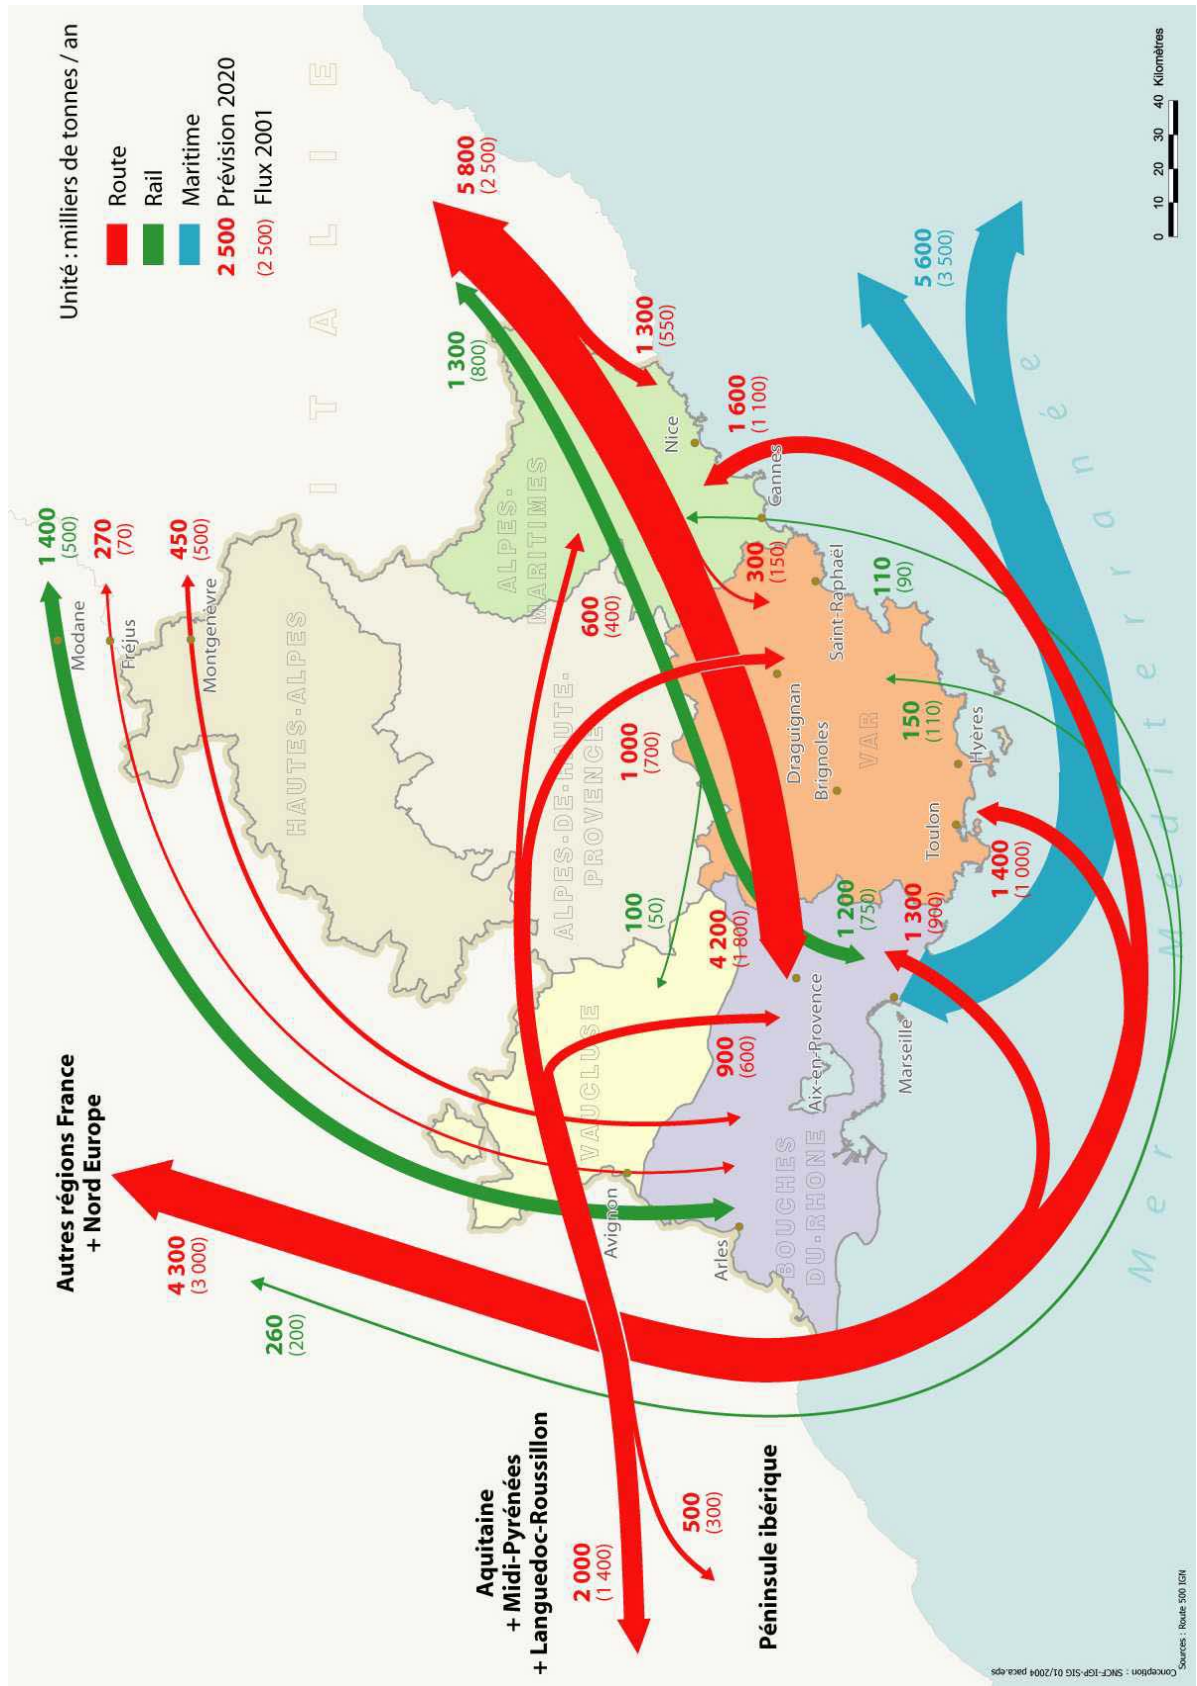 Unité : milliers de tonnes / an
Route
Rail
Maritime
2 500 Prévision 2020
(2 500) Flux 2001
Autres régions France
+ Nord Europe
4 300
(3 000)
260
(200)
1 400
(500)
Modane
270
(70)
Fréjus
450
(500)
Montgenèvre
ITALIE
HAUTES-ALPES
1 300
(800)
5 800
(2 500)
Aquitaine
+ Midi-Pyrénées
+ Languedoc-Roussillon
2 000
(1 400)
500
(300)
Péninsule ibérique
ALPES-DE-HAUTE-
PROVENCE
ALPES-
MARITIMES
600
(400)
1 000
(700)
100
(50)
VAUCLUSE
Avignon
Arles
BOUCHES
DU-RHONE
900
(600)
4 200
(1 800)
Aix-en-Provence
Marseille
1 200
(750)
1 300
(900)
1 400
(1 000)
Toulon
Hyères
150
(110)
VAR
Brignoles
Draguignan
Saint-Raphaël
110
(90)
300
(150)
Cannes
Nice
1 300
(550)
1 600
(1 100)
5 600
(3 500)
Mer Méditerranée
0 10 20 30 40 Kilomètres
Conception : SNCF-IGP-SIG 01/2004 paca.eps
Sources : Route 500 IGN